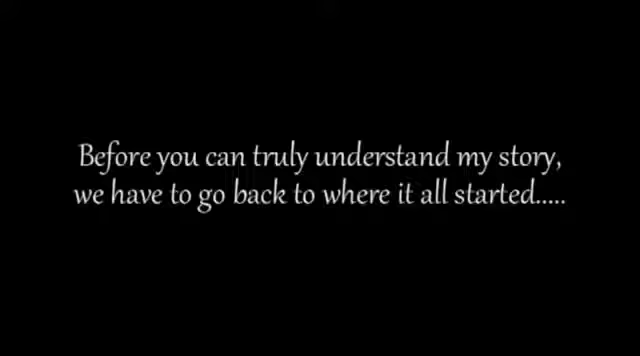 Before you can truly understand my story,
we have to go back to where it all started.....